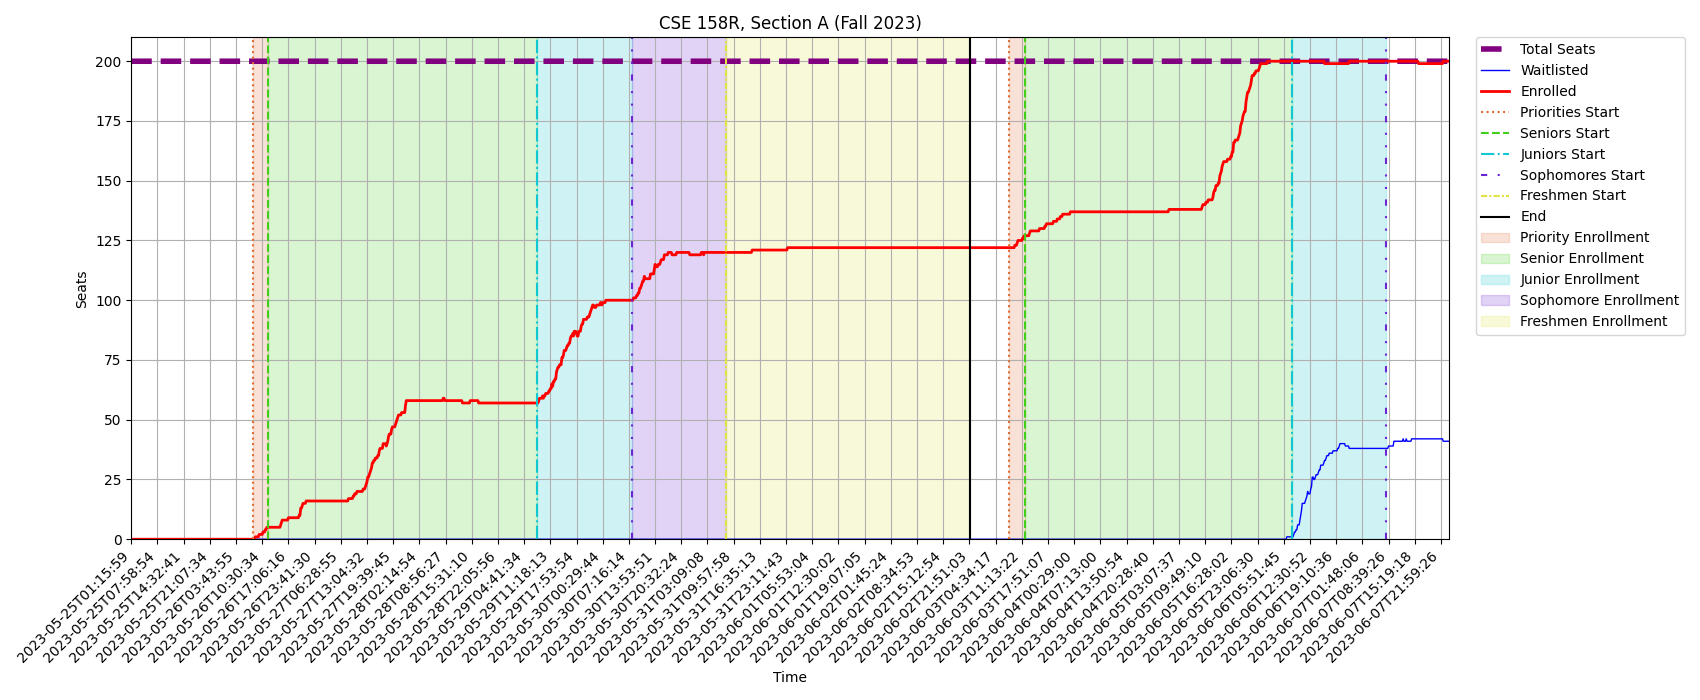 CSE 158R, Section A (Fall 2023)
Seats
200
175
150
125
100
75
50
25
0
2023-05-25T01:15:59
2023-05-25T07:58:54
2023-05-25T14:32:41
2023-05-25T21:07:34
2023-05-26T03:43:55
2023-05-26T10:30:34
2023-05-26T17:06:16
2023-05-26T23:41:30
2023-05-27T06:28:55
2023-05-27T13:04:32
2023-05-27T19:39:45
2023-05-28T02:14:54
2023-05-28T08:56:27
2023-05-28T15:31:10
2023-05-28T22:05:56
2023-05-29T04:41:34
2023-05-29T11:18:13
2023-05-29T17:53:54
2023-05-30T00:29:44
2023-05-30T07:16:14
2023-05-30T13:53:51
2023-05-30T20:32:24
2023-05-31T03:09:08
2023-05-31T09:57:58
2023-05-31T16:35:13
2023-05-31T23:11:43
2023-06-01T05:53:04
2023-06-01T12:30:02
2023-06-01T19:07:05
2023-06-02T01:45:24
2023-06-02T08:34:53
2023-06-02T15:12:54
2023-06-02T21:51:03
2023-06-03T04:34:17
2023-06-03T11:13:22
2023-06-03T17:51:07
2023-06-04T00:29:00
2023-06-04T07:13:00
2023-06-04T13:50:54
2023-06-04T20:28:40
2023-06-05T03:07:37
2023-06-05T09:49:10
2023-06-05T16:28:02
2023-06-05T23:06:30
2023-06-06T05:51:45
2023-06-06T12:30:52
2023-06-06T19:10:36
2023-06-07T01:48:06
2023-06-07T08:39:26
2023-06-07T15:19:18
2023-06-07T21:59:26
Time
Total Seats
Waitlisted
Enrolled
Priorities Start
Seniors Start
Juniors Start
Sophomores Start
Freshmen Start
End
Priority Enrollment
Senior Enrollment
Junior Enrollment
Sophomore Enrollment
Freshmen Enrollment